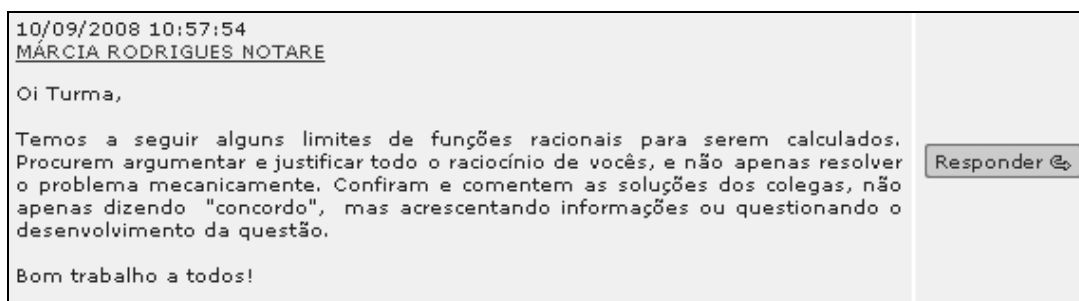 10/09/2008 10:57:54
MÁRCIA RODRIGUES NOTARE
Oi Turma,
Temos a seguir alguns limites de funções racionais para serem calculados.
Procurem argumentar e justificar todo o raciocínio de vocês, e não apenas resolver
o problema mecanicamente. Confiram e comentem as soluções dos colegas, não
apenas dizendo "concordo", mas acrescentando informações ou questionando o
desenvolvimento da questão.
Bom trabalho a todos!
Responder